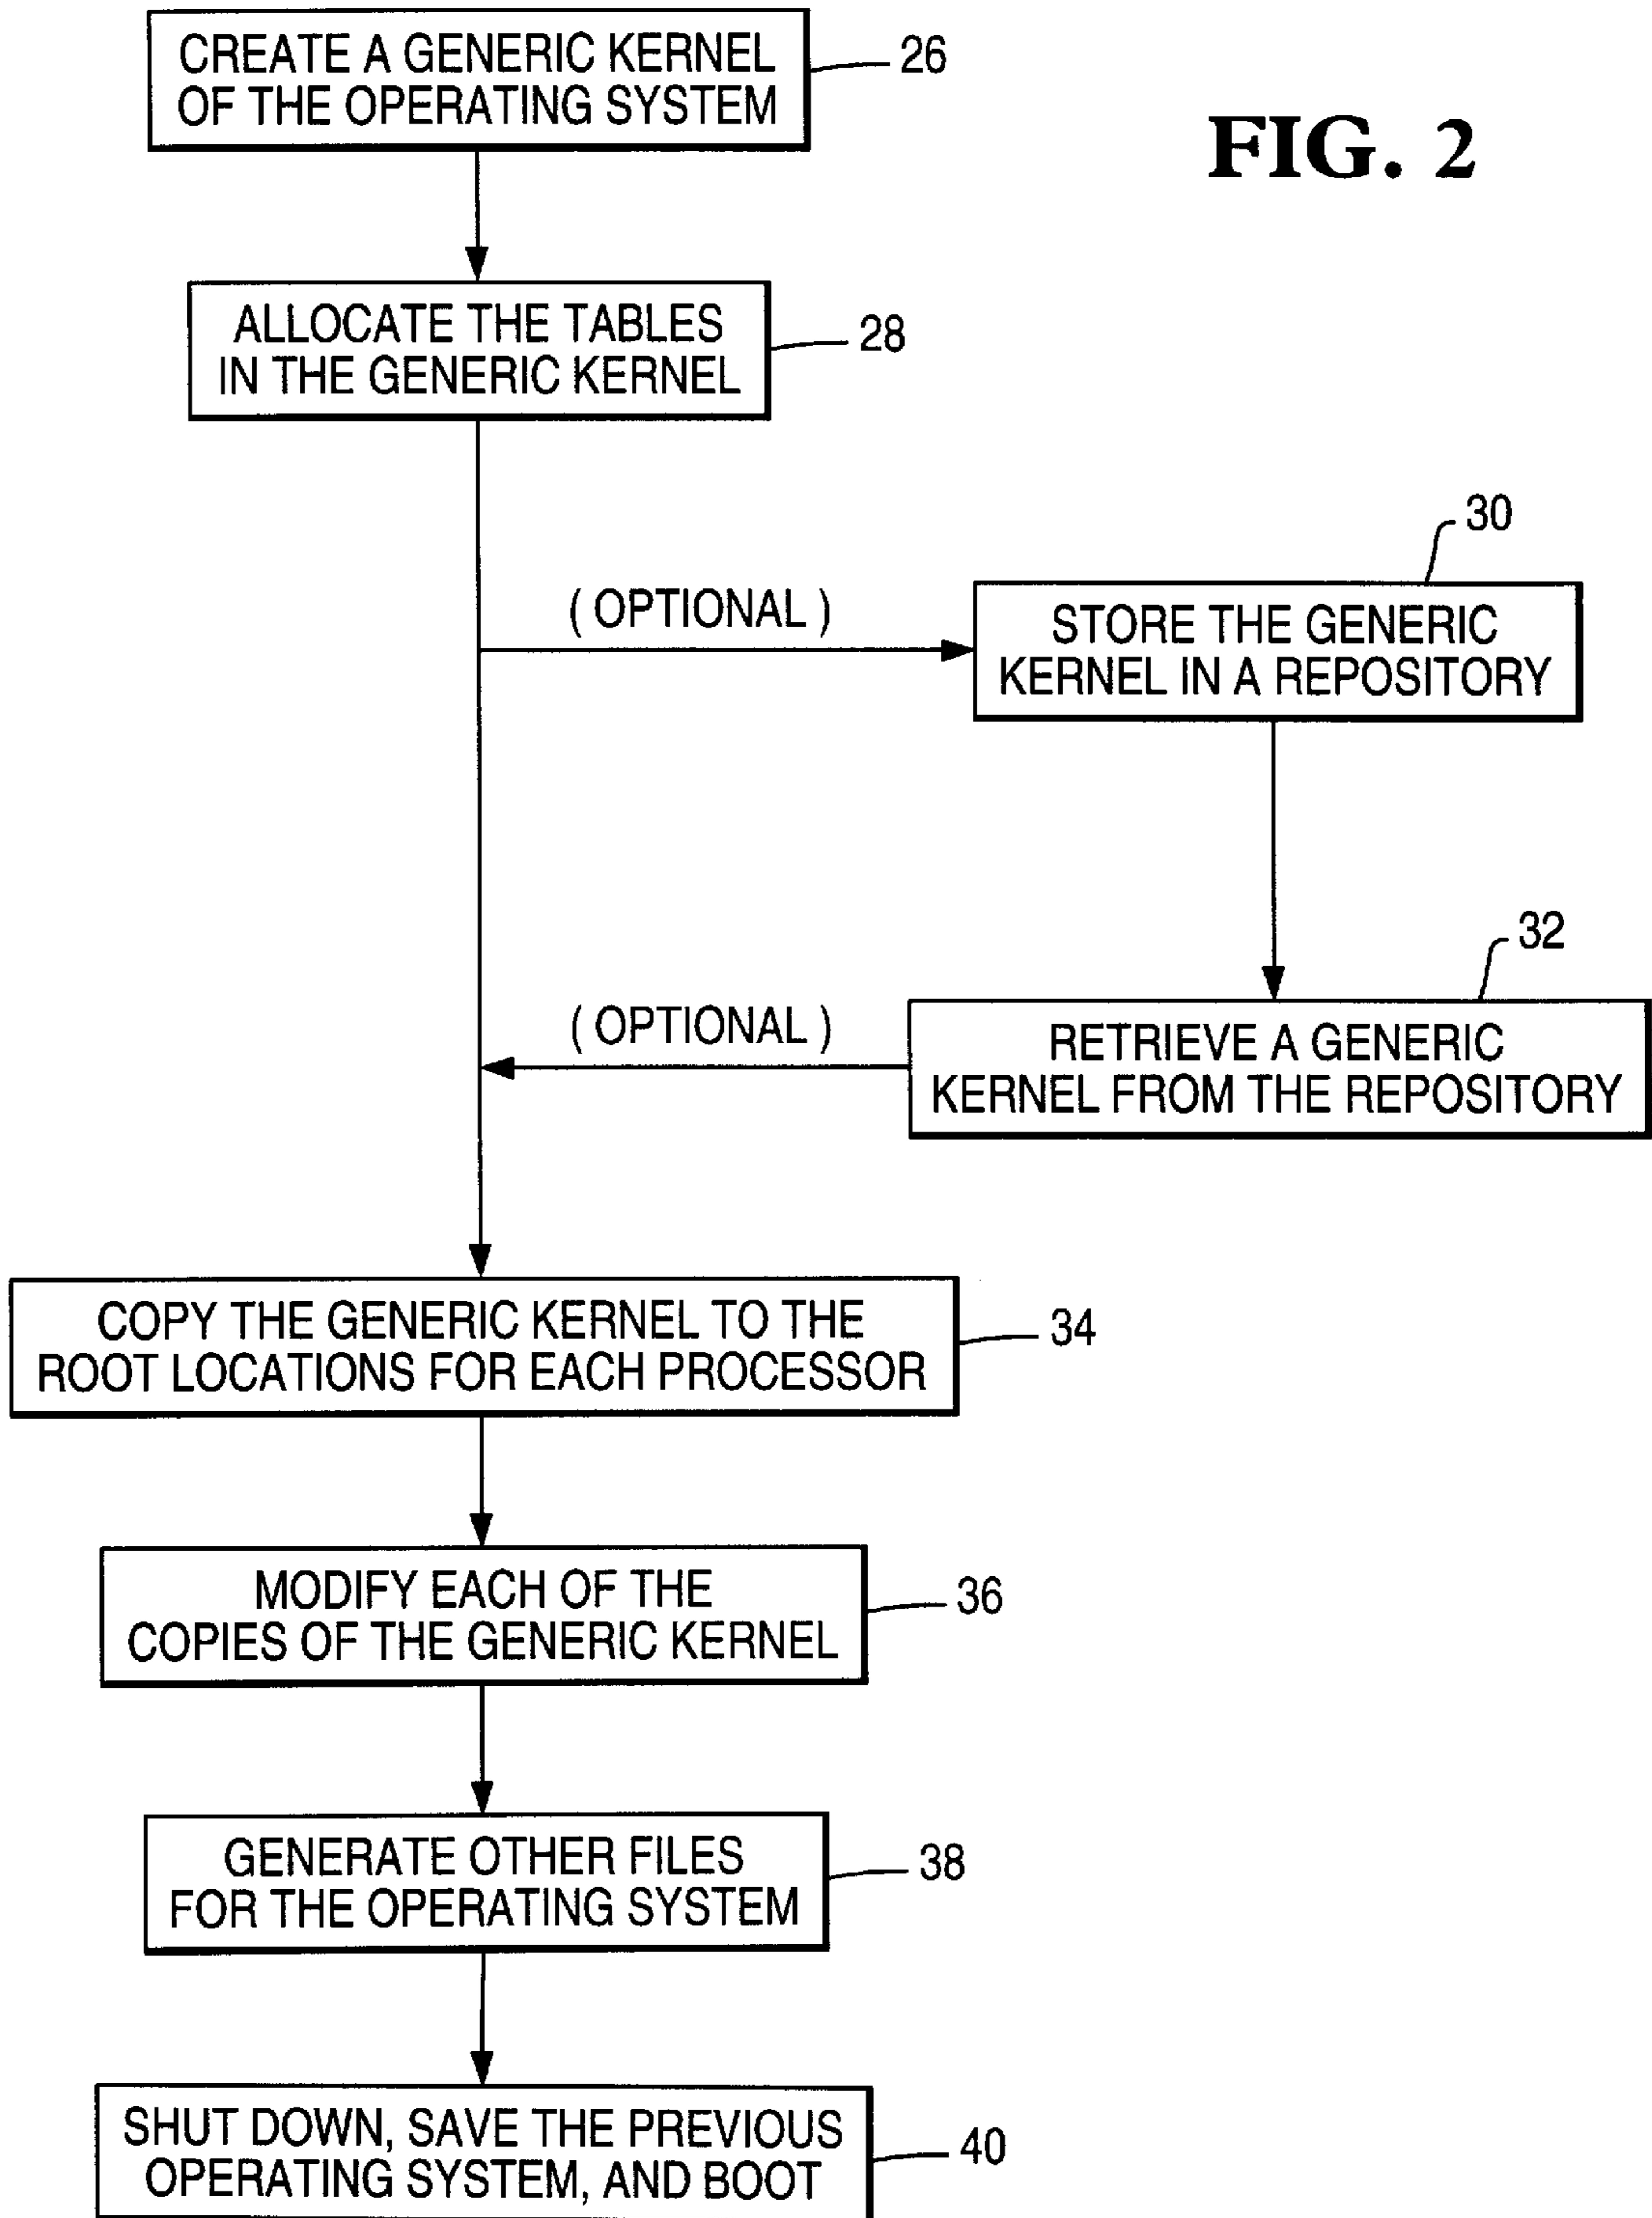 CREATE A GENERIC KERNEL
OF THE OPERATING SYSTEM
26
FIG. 2
ALLOCATE THE TABLES
IN THE GENERIC KERNEL
28
30
( OPTIONAL )
STORE THE GENERIC
KERNEL IN A REPOSITORY
32
( OPTIONAL )
RETRIEVE A GENERIC
KERNEL FROM THE REPOSITORY
COPY THE GENERIC KERNEL TO THE
ROOT LOCATIONS FOR EACH PROCESSOR
34
MODIFY EACH OF THE
COPIES OF THE GENERIC KERNEL
36
GENERATE OTHER FILES
FOR THE OPERATING SYSTEM
38
SHUT DOWN, SAVE THE PREVIOUS
OPERATING SYSTEM, AND BOOT
40